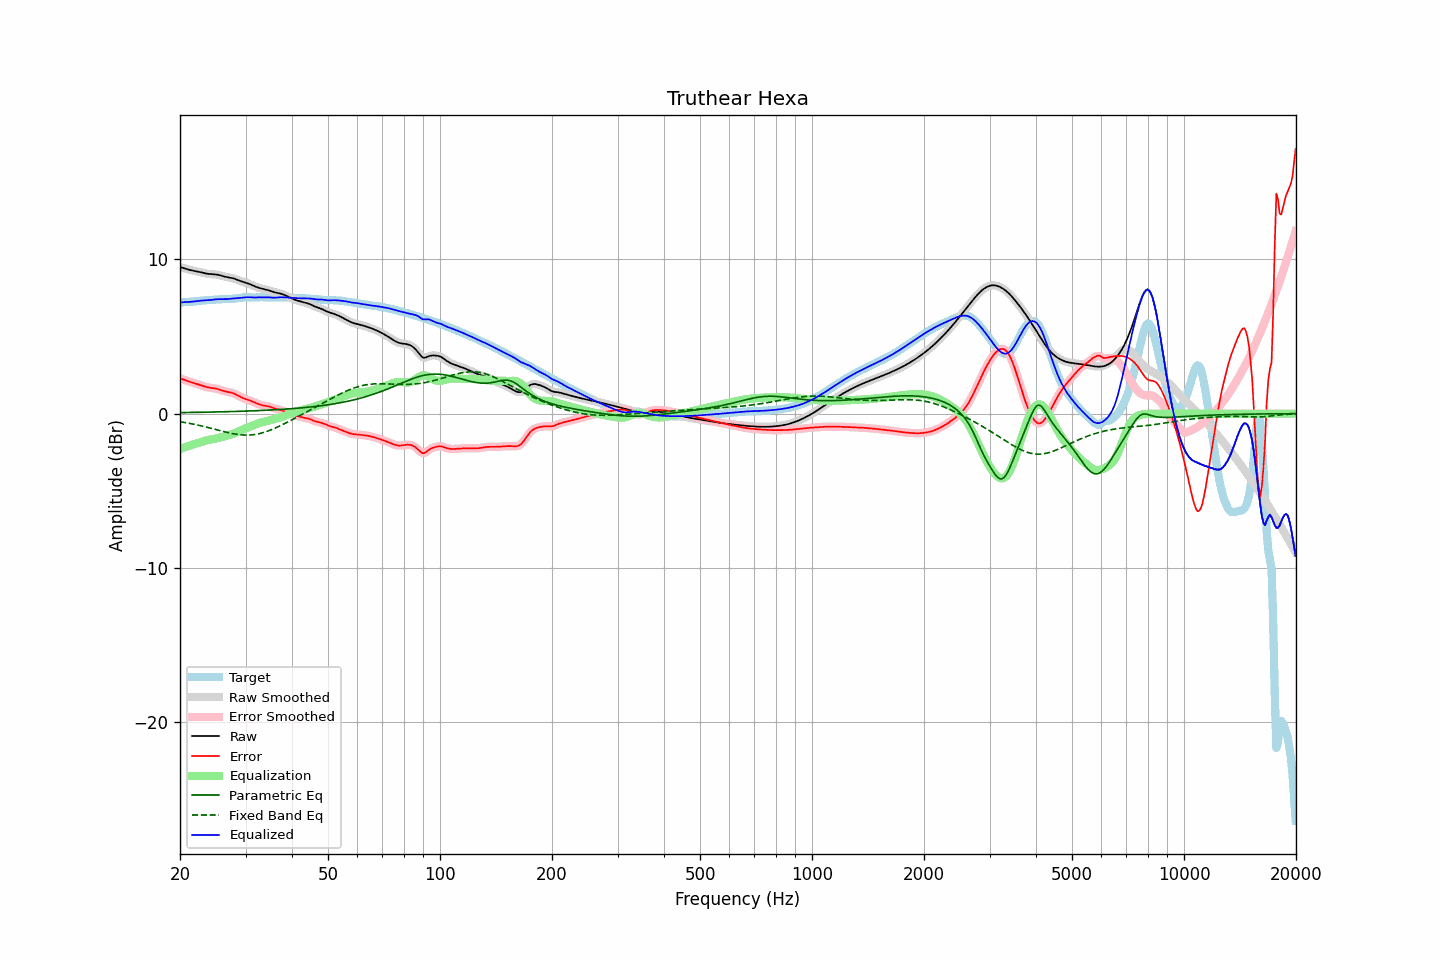 Truthear Hexa
Amplitude (dBr)
10
0
−10
−20
Target
Raw Smoothed
Error Smoothed
Raw
Error
Equalization
Parametric Eq
Fixed Band Eq
Equalized
20 50 100 200 500 1000 2000 5000 10000 20000
Frequency (Hz)